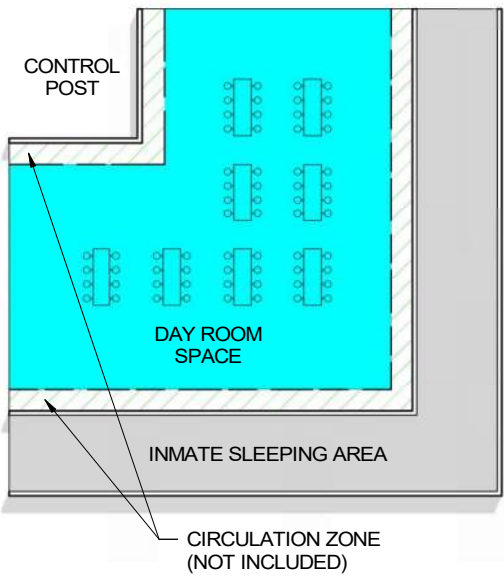 CONTROL
POST
DAY ROOM
SPACE
INMATE SLEEPING AREA
CIRCULATION ZONE
(NOT INCLUDED)